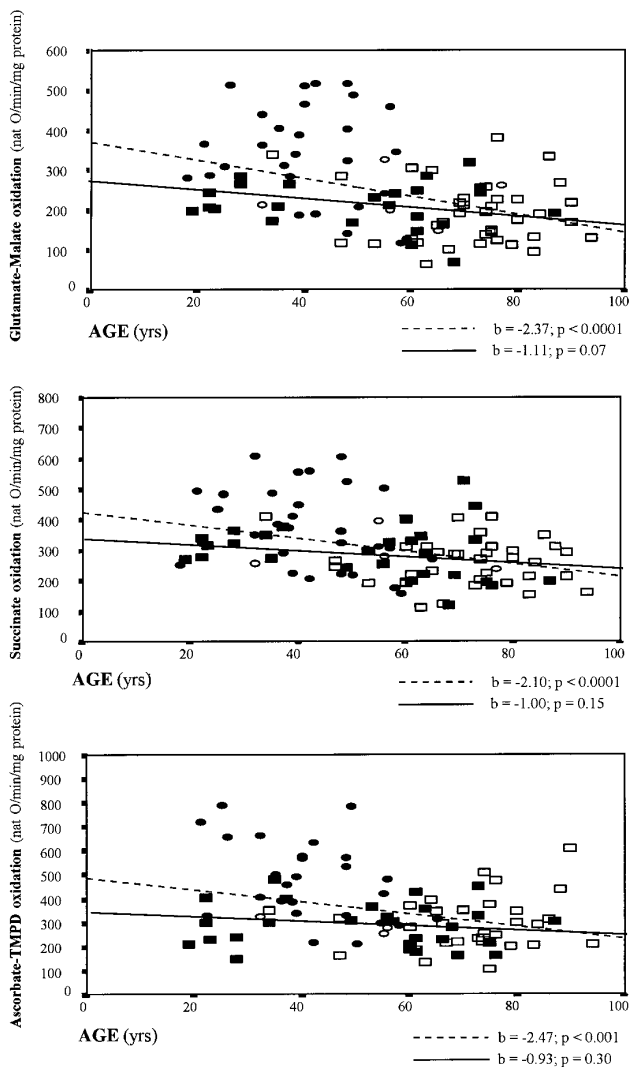 Glutamate-Malate oxidation (nat O/min/mg protein)
600
500
400
300
200
100
0
0 20 40 60 80 100
AGE (yrs)
b = -2.37; p < 0.0001
b = -1.11; p = 0.07
Succinate oxidation (nat O/min/mg protein)
800
700
600
500
400
300
200
100
0
0 20 40 60 80 100
AGE (yrs)
b = -2.10; p < 0.0001
b = -1.00; p = 0.15
Ascorbate-TMPD oxidation (nat O/min/mg protein)
1000
900
800
700
600
500
400
300
200
100
0
0 20 40 60 80 100
AGE (yrs)
b = -2.47; p < 0.001
b = -0.93; p = 0.30